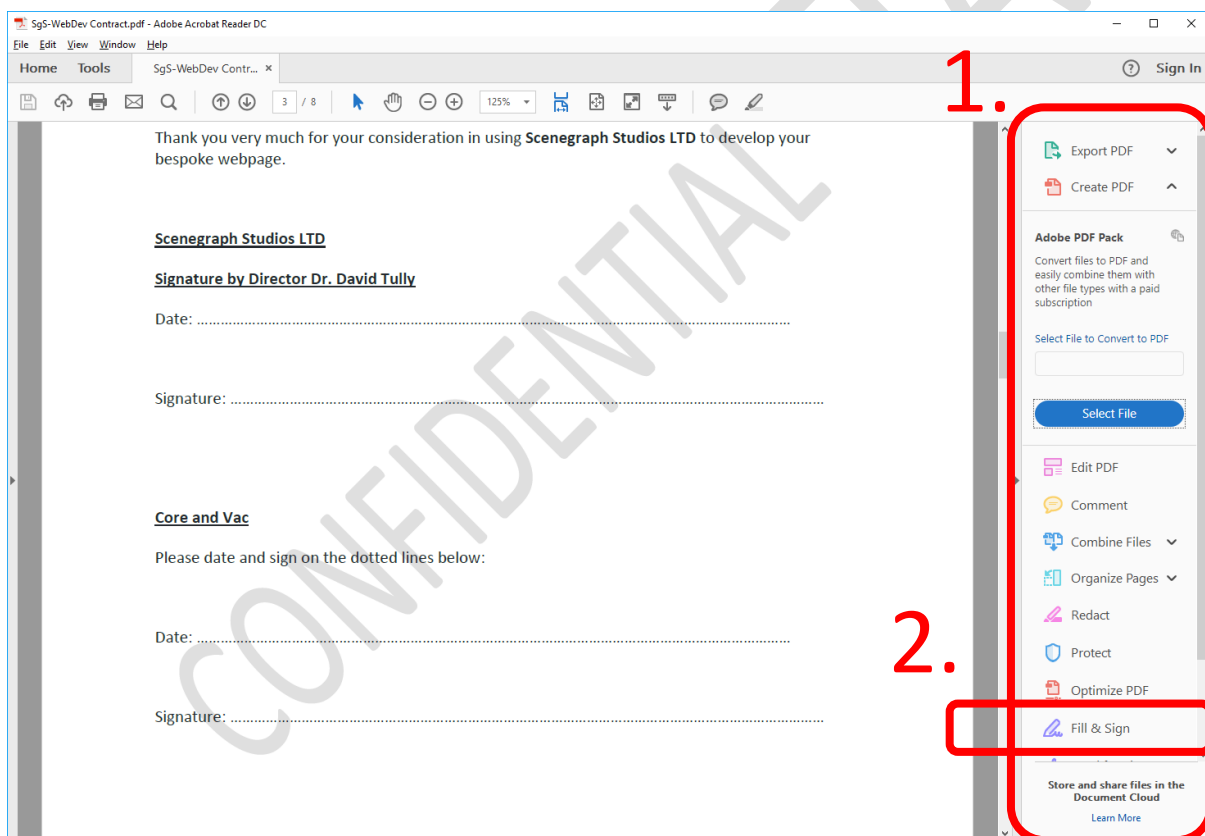 SgS-WebDev Contract.pdf - Adobe Acrobat Reader DC
File Edit View Window Help
Home Tools SgS-WebDev Contr... × ? Sign In
3 / 8 125%
1.
Thank you very much for your consideration in using Scenegraph Studios LTD to develop your
bespoke webpage.
Scenegraph Studios LTD
Signature by Director Dr. David Tully
Date: ……………………………………………………………………………………………………………………………
Signature: ……………………………………………………………………………………………………………………………
Core and Vac
Please date and sign on the dotted lines below:
Date: ……………………………………………………………………………………………………………………………
Signature: ……………………………………………………………………………………………………………………………
CONFIDENTIAL
Export PDF
Create PDF
Adobe PDF Pack
Convert files to PDF and
easily combine them with
other file types with a paid
subscription
Select File to Convert to PDF
Select File
Edit PDF
Comment
Combine Files
Organize Pages
Redact
Protect
Optimize PDF
2.
Fill & Sign
Store and share files in the
Document Cloud
Learn More